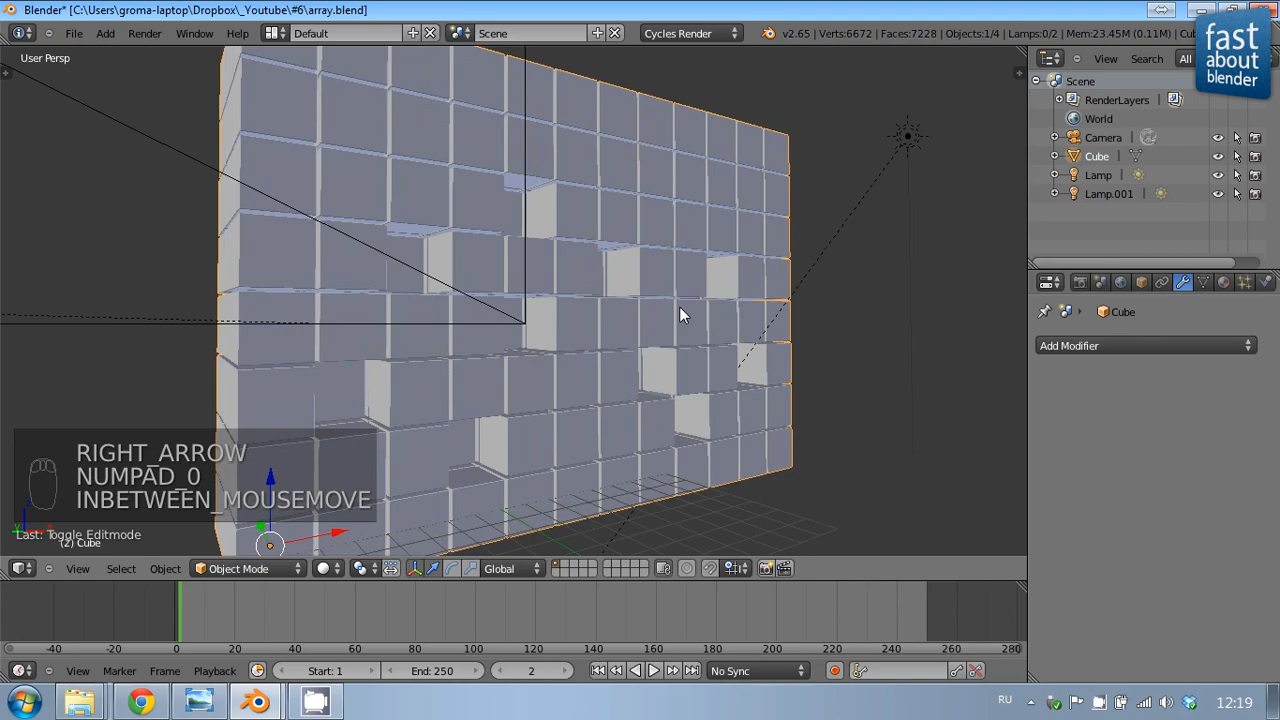 Blender* [C:\Users\groma-laptop\Dropbox\_Youtube\#6\array.blend]
File Add Render Window Help Default Scene Cycles Render v2.65 | Verts:6672 | Faces:7228 | Objects:1/4 | Lamps:0/2 | Mem:23.45M (0.11M) | Cu
fast
about
blender
User Persp
View Search All
Scene
RenderLayers
World
Camera
Cube
Lamp
Lamp.001
Cube
Add Modifier
RIGHT_ARROW
NUMPAD_0
INBETWEEN_MOUSEMOVE
Last: Toggle Editmode
(2) Cube
View Select Object Object Mode Global
-40 -20 0 20 40 60 80 100 120 140 160 180 200 220 240 260 280
View Marker Frame Playback Start: 1 End: 250 2 No Sync
RU 12:19